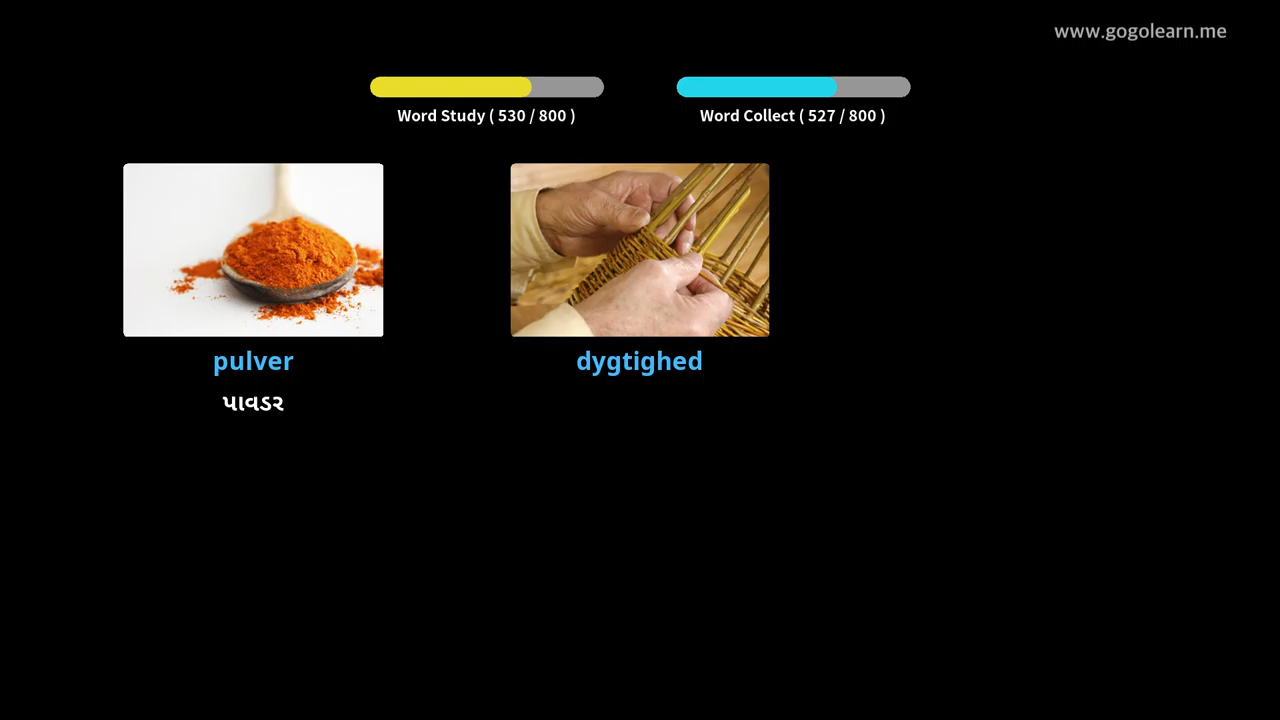 www.gogolearn.me
Word Study ( 530 / 800 )
Word Collect ( 527 / 800 )
pulver
dygtighed
પાવડર